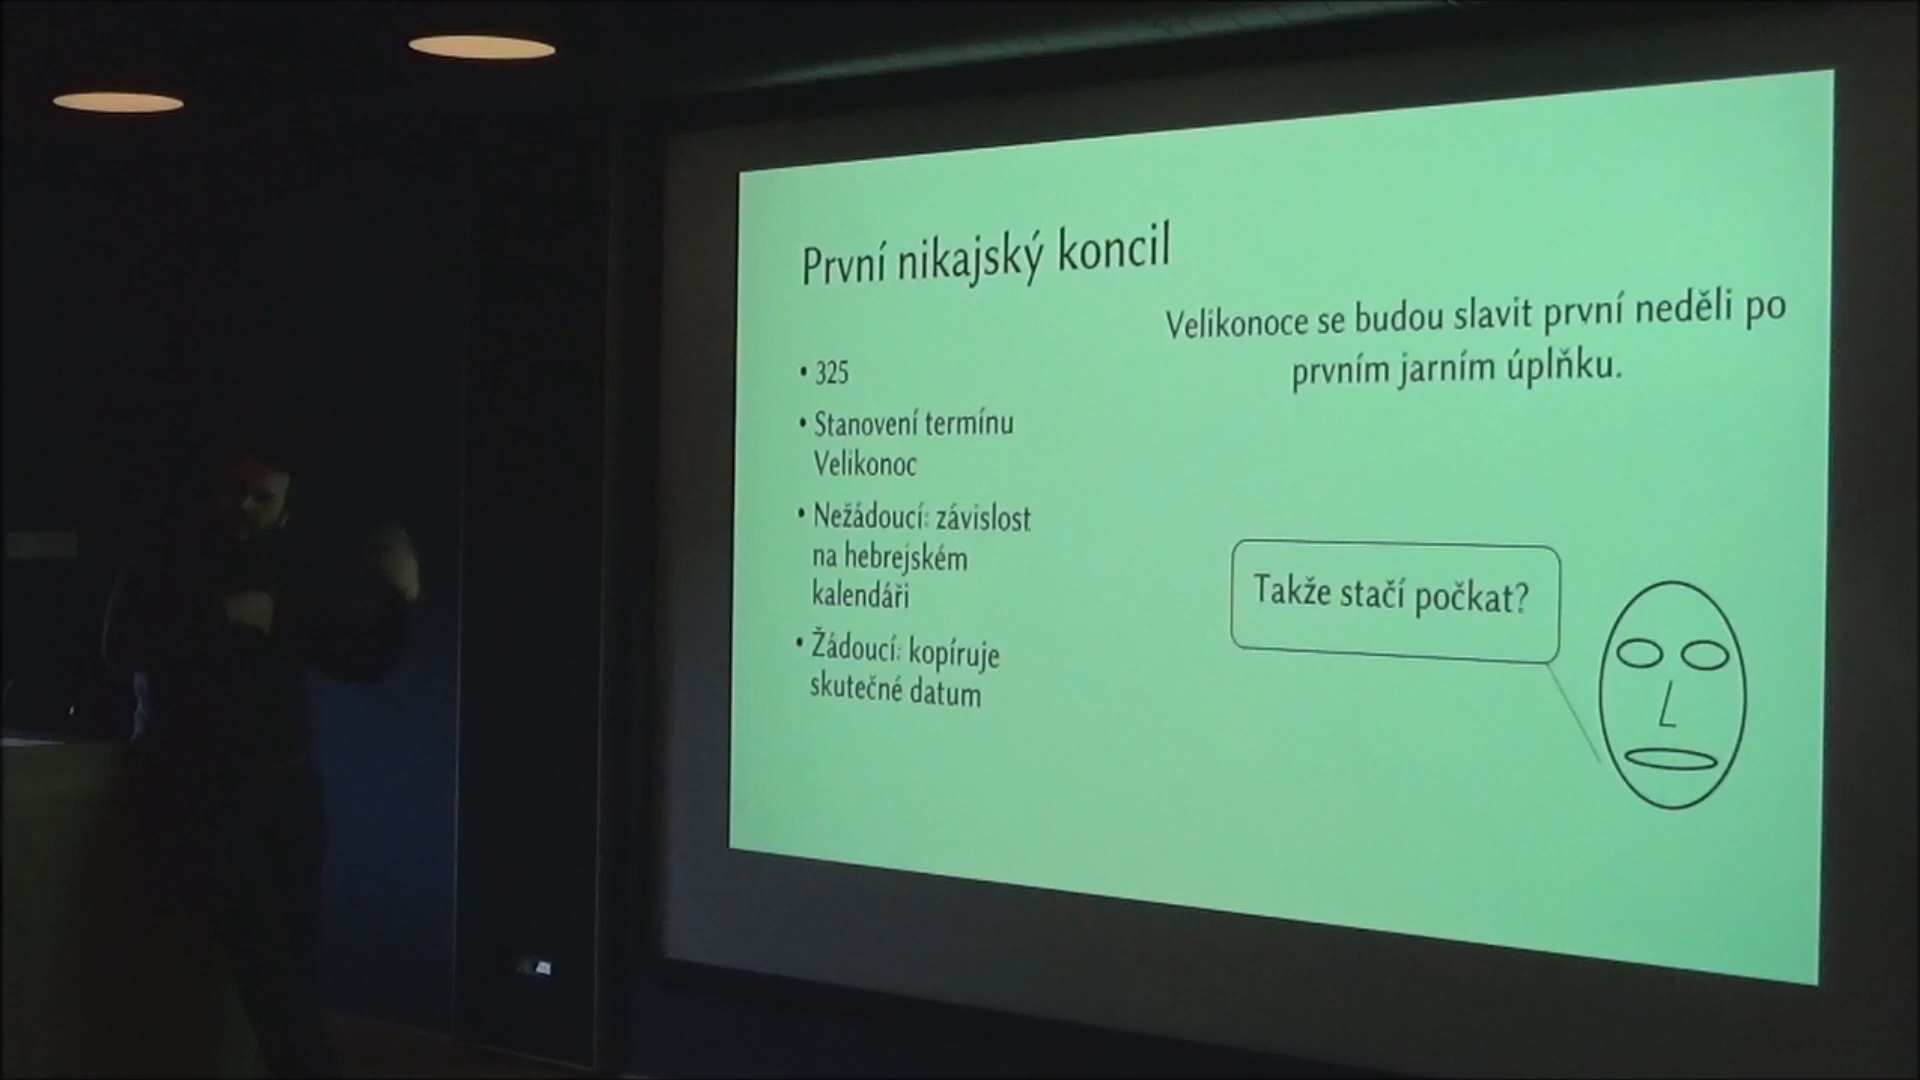 První nikajský koncil
• 325
• Stanovení termínu
Velikonoc
• Nežádoucí: závislost
na hebrejském
kalendáři
• Žádoucí: kopíruje
skutečné datum
Velikonoce se budou slavit první neděli po
prvním jarním úplňku.
Takže stačí počkat?